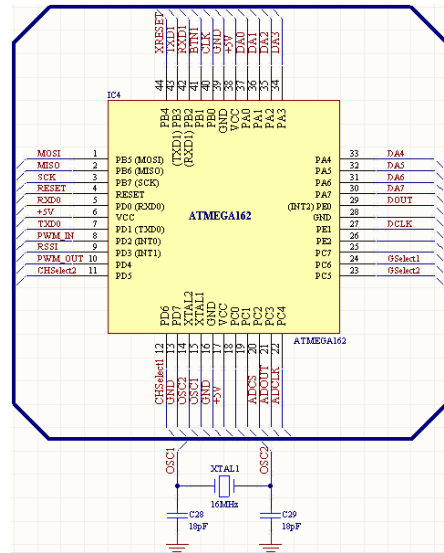 XRESET TXD1 RXD1 BTN1 CLK GND +5V DA0 DA1 DA2 DA3
44 43 42 41 40 39 38 37 36 35 34
IC4
PB4 PB3 (TXD1) PB2 (RXD1) PB1 PB0 GND VCC PA0 PA1 PA2 PA3
MOSI 1 PB5 (MOSI) PA4 33 DA4
MISO 2 PB6 (MISO) PA5 32 DA5
SCK 3 PB7 (SCK) PA6 31 DA6
RESET 4 RESET PA7 30 DA7
RXD0 5 PD0 (RXD0) (INT2) PE0 29 DOUT
+5V 6 VCC GND 28
TXD0 7 PD1 (TXD0) PE1 27 DCLK
PWM_IN 8 PD2 (INT0) PE2 26
RSSI 9 PD3 (INT1) PC7 25
PWM_OUT 10 PD4 PC6 24 GSelect1
CHSelect2 11 PD5 PC5 23 GSelect2
ATMEGA162
PD6 PD7 XTAL2 XTAL1 GND VCC PC0 PC1 PC2 PC3 PC4
ATMEGA162
12 13 14 15 16 17 18 19 20 21 22
CHSelect1 GND OSC2 OSC1 GND +5V ADCS ADOUT ADCLK
OSC1 XTAL1 OSC2
16MHz
C28 C29
18pF 18pF